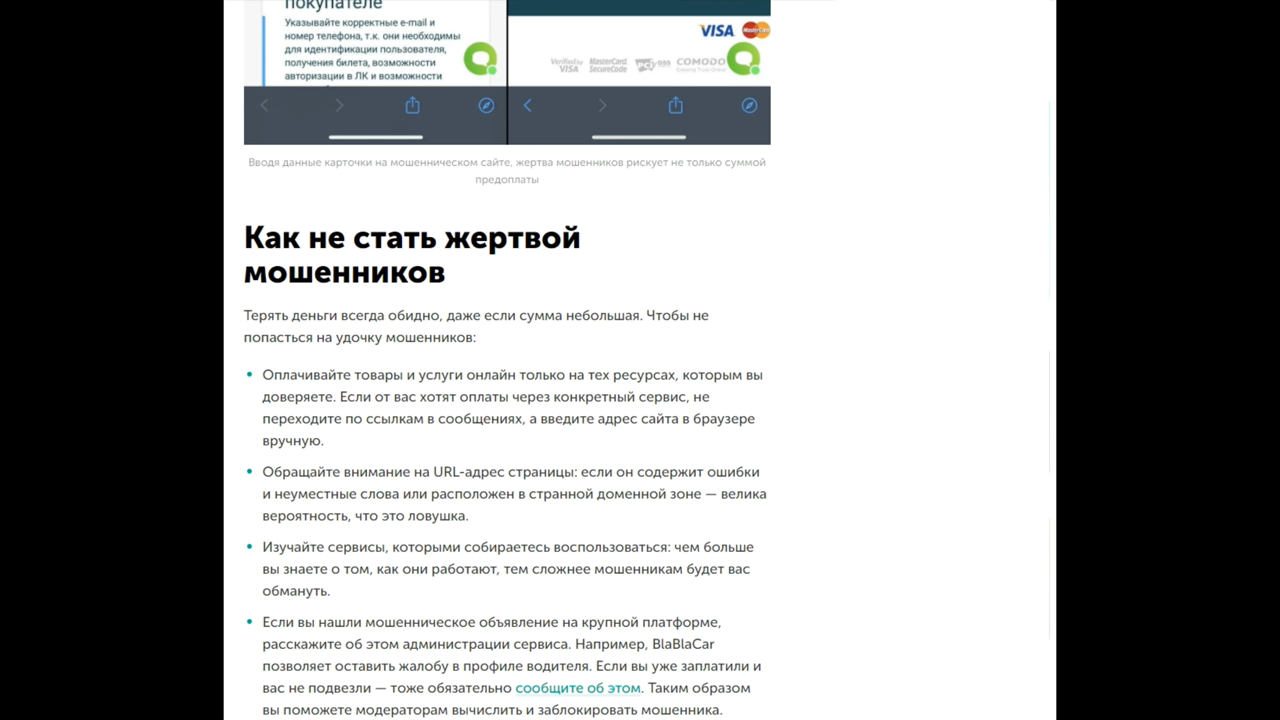 покупателе
Указывайте корректные e-mail и
номер телефона, т.к. они необходимы
для идентификации пользователя,
получения билета, возможности
авторизации в ЛК и возможности
VISA MasterCard
Verified by VISA MasterCard SecureCode PCI DSS COMODO
Creating Trust Online
Вводя данные карточки на мошенническом сайте, жертва мошенников рискует не только суммой
предоплаты
Как не стать жертвой
мошенников
Терять деньги всегда обидно, даже если сумма небольшая. Чтобы не
попасться на удочку мошенников:
• Оплачивайте товары и услуги онлайн только на тех ресурсах, которым вы
доверяете. Если от вас хотят оплаты через конкретный сервис, не
переходите по ссылкам в сообщениях, а введите адрес сайта в браузере
вручную.
• Обращайте внимание на URL-адрес страницы: если он содержит ошибки
и неуместные слова или расположен в странной доменной зоне — велика
вероятность, что это ловушка.
• Изучайте сервисы, которыми собираетесь воспользоваться: чем больше
вы знаете о том, как они работают, тем сложнее мошенникам будет вас
обмануть.
• Если вы нашли мошенническое объявление на крупной платформе,
расскажите об этом администрации сервиса. Например, BlaBlaCar
позволяет оставить жалобу в профиле водителя. Если вы уже заплатили и
вас не подвезли — тоже обязательно сообщите об этом. Таким образом
вы поможете модераторам вычислить и заблокировать мошенника.